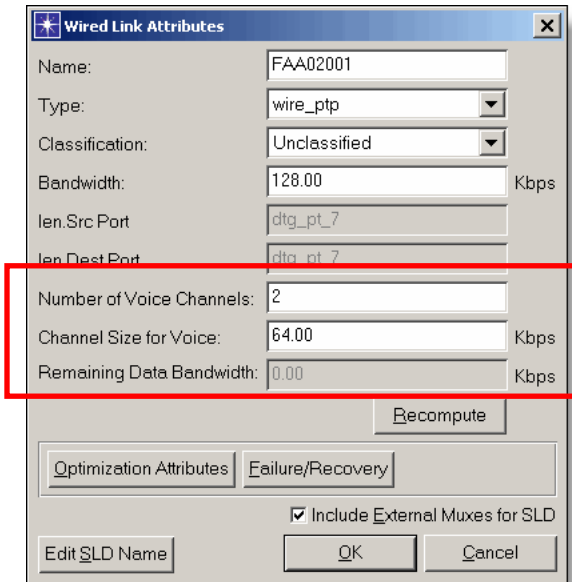 Wired Link Attributes
Name: FAA02001
Type: wire_ptp
Classification: Unclassified
Bandwidth: 128.00 Kbps
len.Src Port dtg_pt_7
len.Dest Port dtg_pt_7
Number of Voice Channels: 2
Channel Size for Voice: 64.00 Kbps
Remaining Data Bandwidth: 0.00 Kbps
Recompute
Optimization Attributes Failure/Recovery
Include External Muxes for SLD
Edit SLD Name OK Cancel